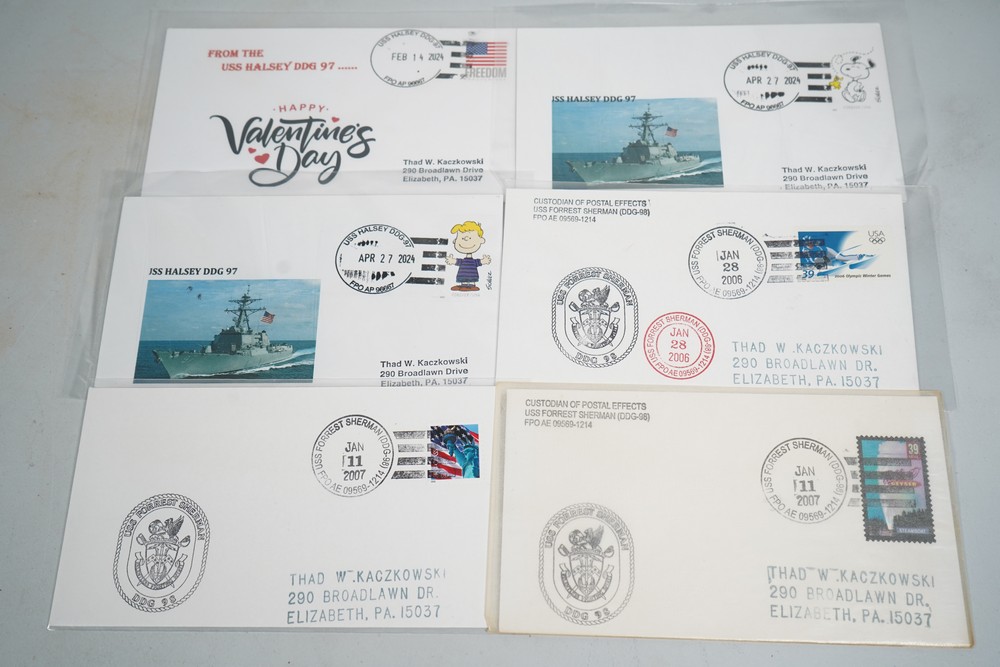 FROM THE
USS HALSEY DDG 97 ......
HAPPY
Valentine's
Day
USS HALSEY DDG-97
FEB 14 2024
FPO AP 96667
FREEDOM
Thad W. Kaczkowski
290 Broadlawn Drive
Elizabeth, PA. 15037
ISS HALSEY DDG 97
USS HALSEY DDG-97
APR 27 2024
FPO AP 96667
Thad W. Kaczkowski
290 Broadlawn Drive
Elizabeth, PA. 15037
JSS HALSEY DDG 97
USS HALSEY DDG-97
APR 27 2024
FPO AP 96667
Thad W. Kaczkowski
290 Broadlawn Drive
Elizabeth, PA. 15037
CUSTODIAN OF POSTAL EFFECTS
USS FORREST SHERMAN (DDG-98)
FPO AE 09569-1214
USS FORREST SHERMAN
DDG 98
USS FORREST SHERMAN (DDG-98)
JAN
28
2006
FPO AE 09569-1214
USS FORREST SHERMAN (DDG-98)
JAN
28
2006
FPO AE 09569-1214
USA
39
Olympic Winter Games
THAD W. KACZKOWSKI
290 BROADLAWN DR.
ELIZABETH, PA. 15037
USS FORREST SHERMAN (DDG-98)
JAN
11
2007
FPO AE 09569-1214
USS FORREST SHERMAN
DDG 98
THAD W. KACZKOWSKI
290 BROADLAWN DR.
ELIZABETH, PA. 15037
CUSTODIAN OF POSTAL EFFECTS
USS FORREST SHERMAN (DDG-98)
FPO AE 09569-1214
USS FORREST SHERMAN (DDG-98)
JAN
11
2007
FPO AE 09569-1214
39
USS FORREST SHERMAN
DDG 98
THAD W. KACZKOWSKI
290 BROADLAWN DR.
ELIZABETH, PA. 15037